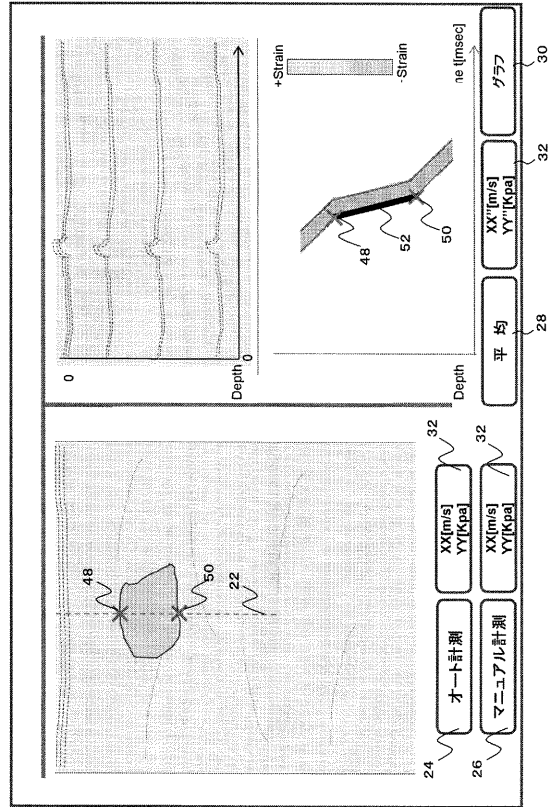 48
50
22
24
オート計測
XX[m/s]
YY[Kpa]
32
26
マニュアル計測
XX[m/s]
YY[Kpa]
32
0
Depth
0
+Strain
-Strain
48
52
50
Depth
ne t[msec]
平 均
28
XX"[m/s]
YY"[Kpa]
32
グラフ
30